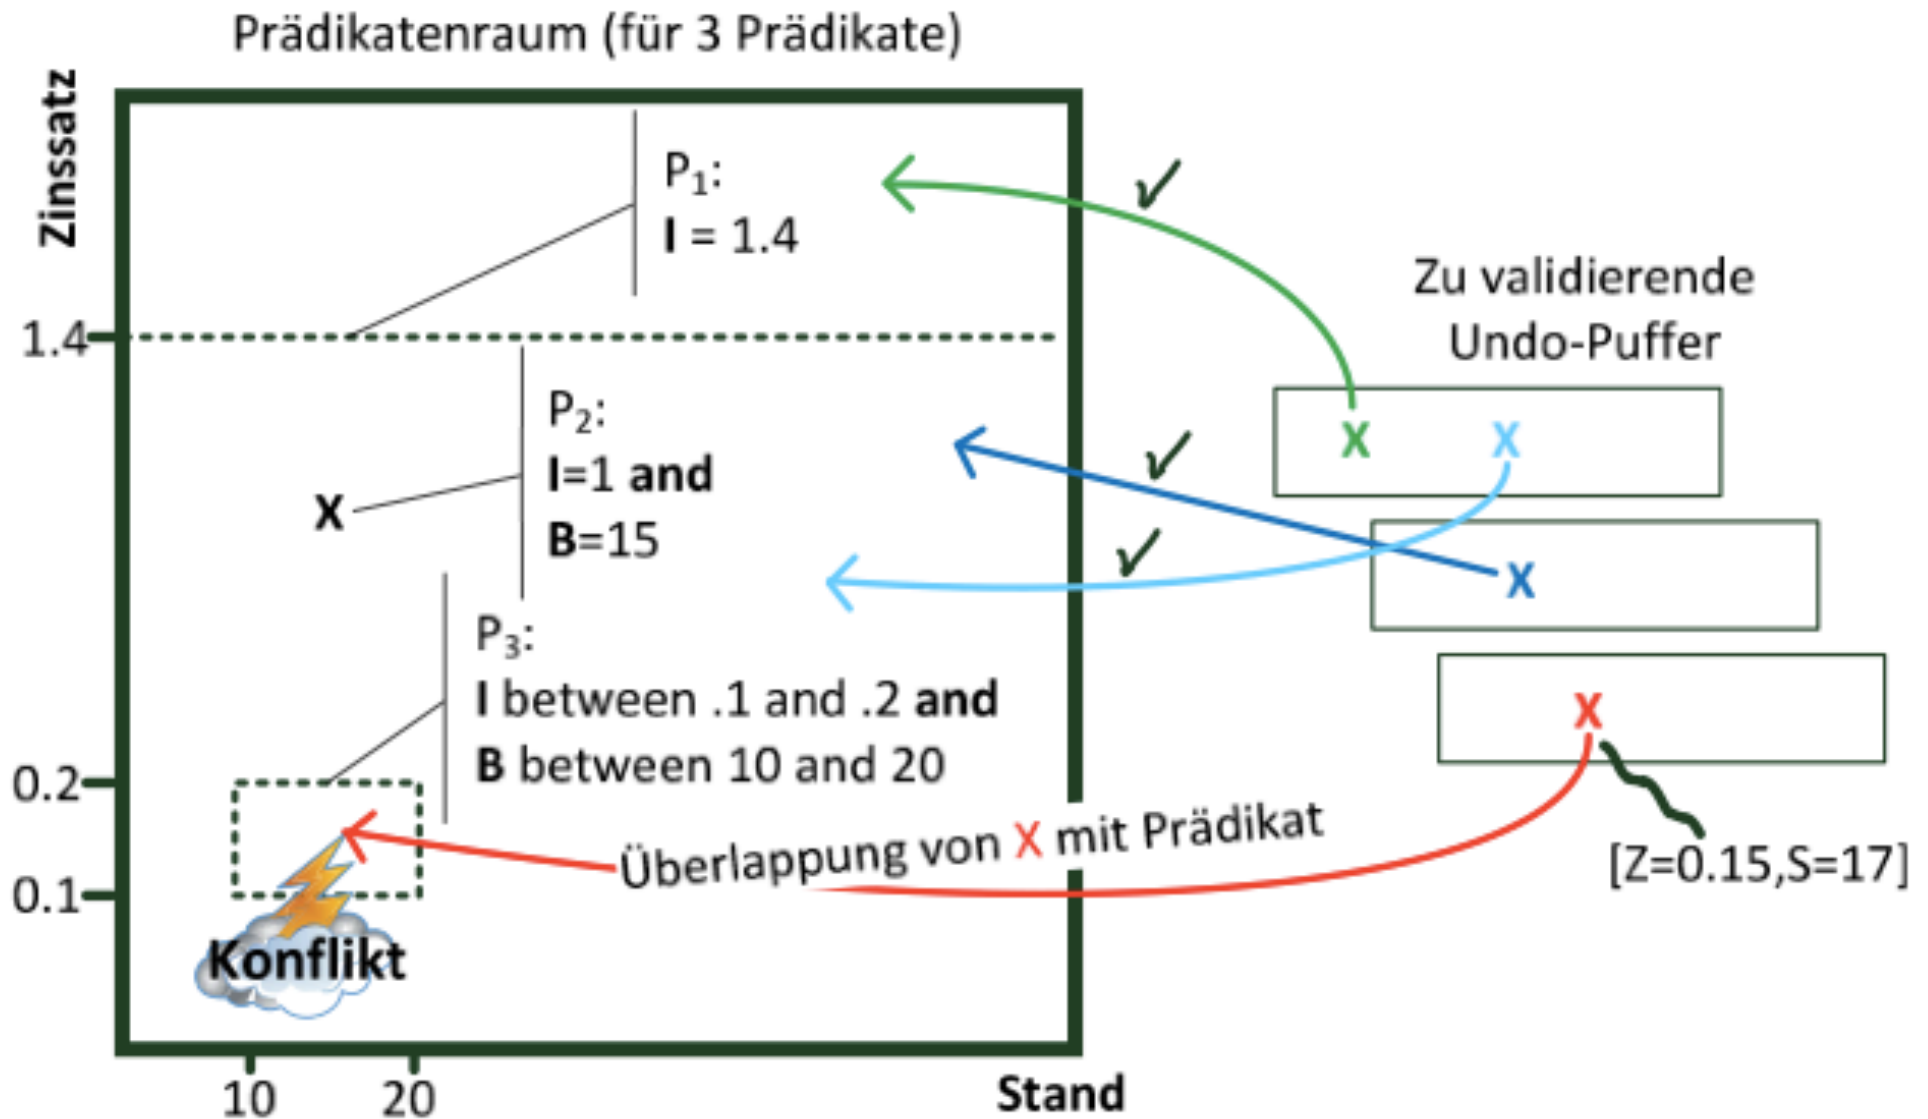 Prädikatenraum (für 3 Prädikate)
Zinssatz
P₁:
I = 1.4
1.4
P₂:
I=1 and
B=15
X
P₃:
I between .1 and .2 and
B between 10 and 20
0.2
0.1
Konflikt
10
20
Stand
Überlappung von X mit Prädikat
Zu validierende
Undo-Puffer
X X
X
X
[Z=0.15,S=17]